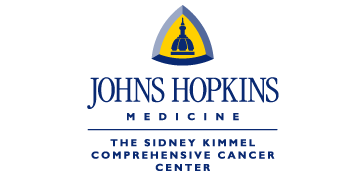 JOHNS HOPKINS
MEDICINE
THE SIDNEY KIMMEL
COMPREHENSIVE CANCER
CENTER